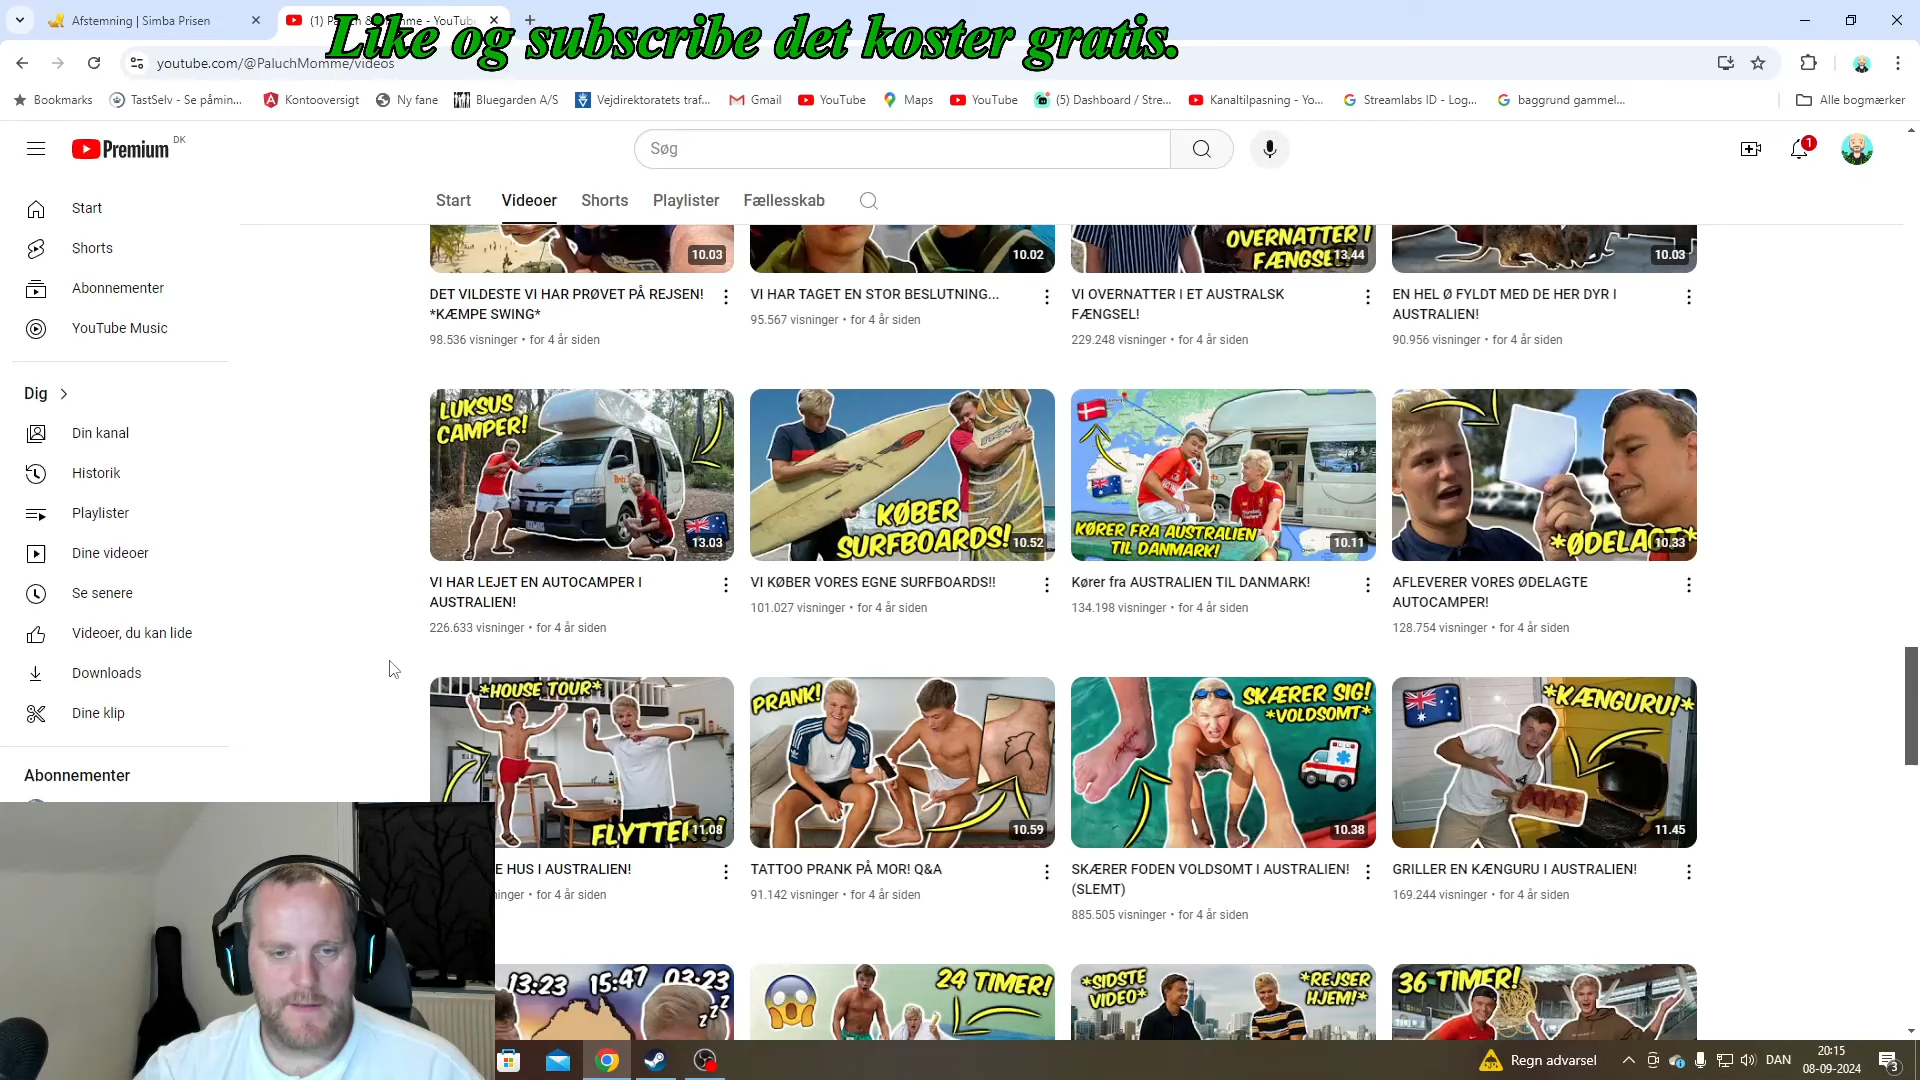 Afstemning | Simba Prisen
Like og subscribe det koster gratis.
youtube.com/@PaluchMomme/videos
Bookmarks
TastSelv - Se påmin...
Kontooversigt
Ny fane
Bluegarden A/S
Vejdirektoratets traf...
Gmail
YouTube
Maps
YouTube
(5) Dashboard / Stre...
Kanaltilpasning - Yo...
Streamlabs ID - Log...
baggrund gammel...
Alle bogmærker
Premium DK
Søg
1
Start
Videoer
Shorts
Playlister
Fællesskab
Start
Shorts
Abonnementer
YouTube Music
Dig
Din kanal
Historik
Playlister
Dine videoer
Se senere
Videoer, du kan lide
Downloads
Dine klip
Abonnementer
10.03
10.02
OVERNATTER I
FÆNGSEL!
13.44
10.03
DET VILDESTE VI HAR PRØVET PÅ REJSEN!
*KÆMPE SWING*
98.536 visninger • for 4 år siden
VI HAR TAGET EN STOR BESLUTNING...
95.567 visninger • for 4 år siden
VI OVERNATTER I ET AUSTRALSK
FÆNGSEL!
229.248 visninger • for 4 år siden
EN HEL Ø FYLDT MED DE HER DYR I
AUSTRALIEN!
90.956 visninger • for 4 år siden
LUKSUS
CAMPER!
13.03
KØBER
SURFBOARDS!
10.52
KØRER FRA AUSTRALIEN
TIL DANMARK!
10.11
10.33
VI HAR LEJET EN AUTOCAMPER I
AUSTRALIEN!
226.633 visninger • for 4 år siden
VI KØBER VORES EGNE SURFBOARDS!!
101.027 visninger • for 4 år siden
Kører fra AUSTRALIEN TIL DANMARK!
134.198 visninger • for 4 år siden
AFLEVERER VORES ØDELAGTE
AUTOCAMPER!
128.754 visninger • for 4 år siden
*HOUSE TOUR*
11.08
PRANK!
10.59
SKÆRER SIG!
*VOLDSOMT*
10.38
*KÆNGURU!*
11.45
E HUS I AUSTRALIEN!
for 4 år siden
TATTOO PRANK PÅ MOR! Q&A
91.142 visninger • for 4 år siden
SKÆRER FODEN VOLDSOMT I AUSTRALIEN!
(SLEMT)
885.505 visninger • for 4 år siden
GRILLER EN KÆNGURU I AUSTRALIEN!
169.244 visninger • for 4 år siden
13:23 15:47 03:23
24 TIMER!
*SIDSTE
VIDEO*
*REJSER
HJEM!*
36 TIMER!
Regn advarsel
DAN
20:15
08-09-2024
3